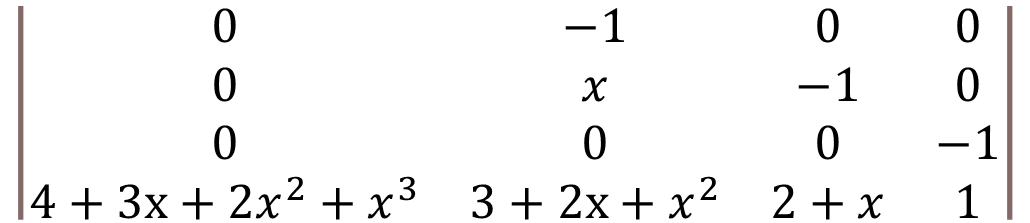 | 0 −1 0 0 |
| 0 x −1 0 |
| 0 0 0 −1 |
| 4 + 3x + 2x² + x³ 3 + 2x + x² 2 + x 1 |